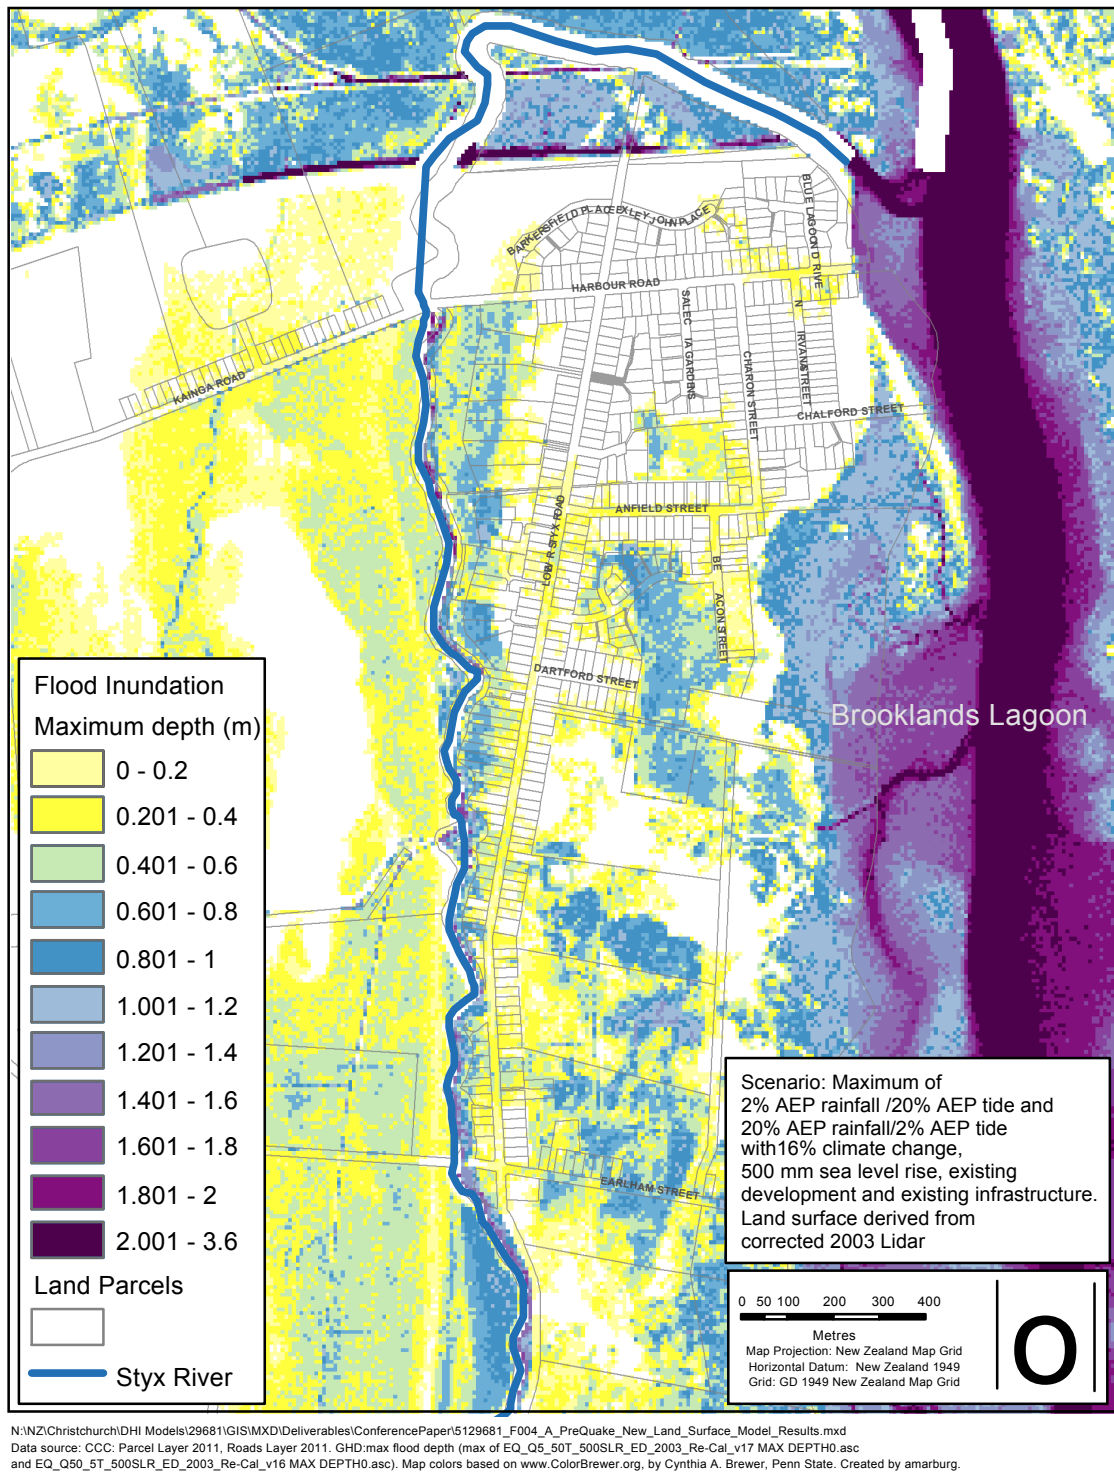 BARKERSFIELD PLACE
EXLEY
JOHN PLACE
BLUE LAGOON DRIVE
HARBOUR ROAD
SALEC IA GARDENS
N IRVANA STREET
CHARON STREET
KAINGA ROAD
CHALFORD STREET
ANFIELD STREET
LOWER STYX ROAD
BE ACON STREET
DARTFORD STREET
Brooklands Lagoon
EARLHAM STREET
Flood Inundation
Maximum depth (m)
0 - 0.2
0.201 - 0.4
0.401 - 0.6
0.601 - 0.8
0.801 - 1
1.001 - 1.2
1.201 - 1.4
1.401 - 1.6
1.601 - 1.8
1.801 - 2
2.001 - 3.6
Land Parcels
Styx River
Scenario: Maximum of
2% AEP rainfall /20% AEP tide and
20% AEP rainfall/2% AEP tide
with16% climate change,
500 mm sea level rise, existing
development and existing infrastructure.
Land surface derived from
corrected 2003 Lidar
0 50 100 200 300 400
Metres
Map Projection: New Zealand Map Grid
Horizontal Datum: New Zealand 1949
Grid: GD 1949 New Zealand Map Grid
O
N:\NZ\Christchurch\DHI Models\29681\GIS\MXD\Deliverables\ConferencePaper\5129681_F004_A_PreQuake_New_Land_Surface_Model_Results.mxd
Data source: CCC: Parcel Layer 2011, Roads Layer 2011. GHD:max flood depth (max of EQ_Q5_50T_500SLR_ED_2003_Re-Cal_v17 MAX DEPTH0.asc
and EQ_Q50_5T_500SLR_ED_2003_Re-Cal_v16 MAX DEPTH0.asc). Map colors based on www.ColorBrewer.org, by Cynthia A. Brewer, Penn State. Created by amarburg.